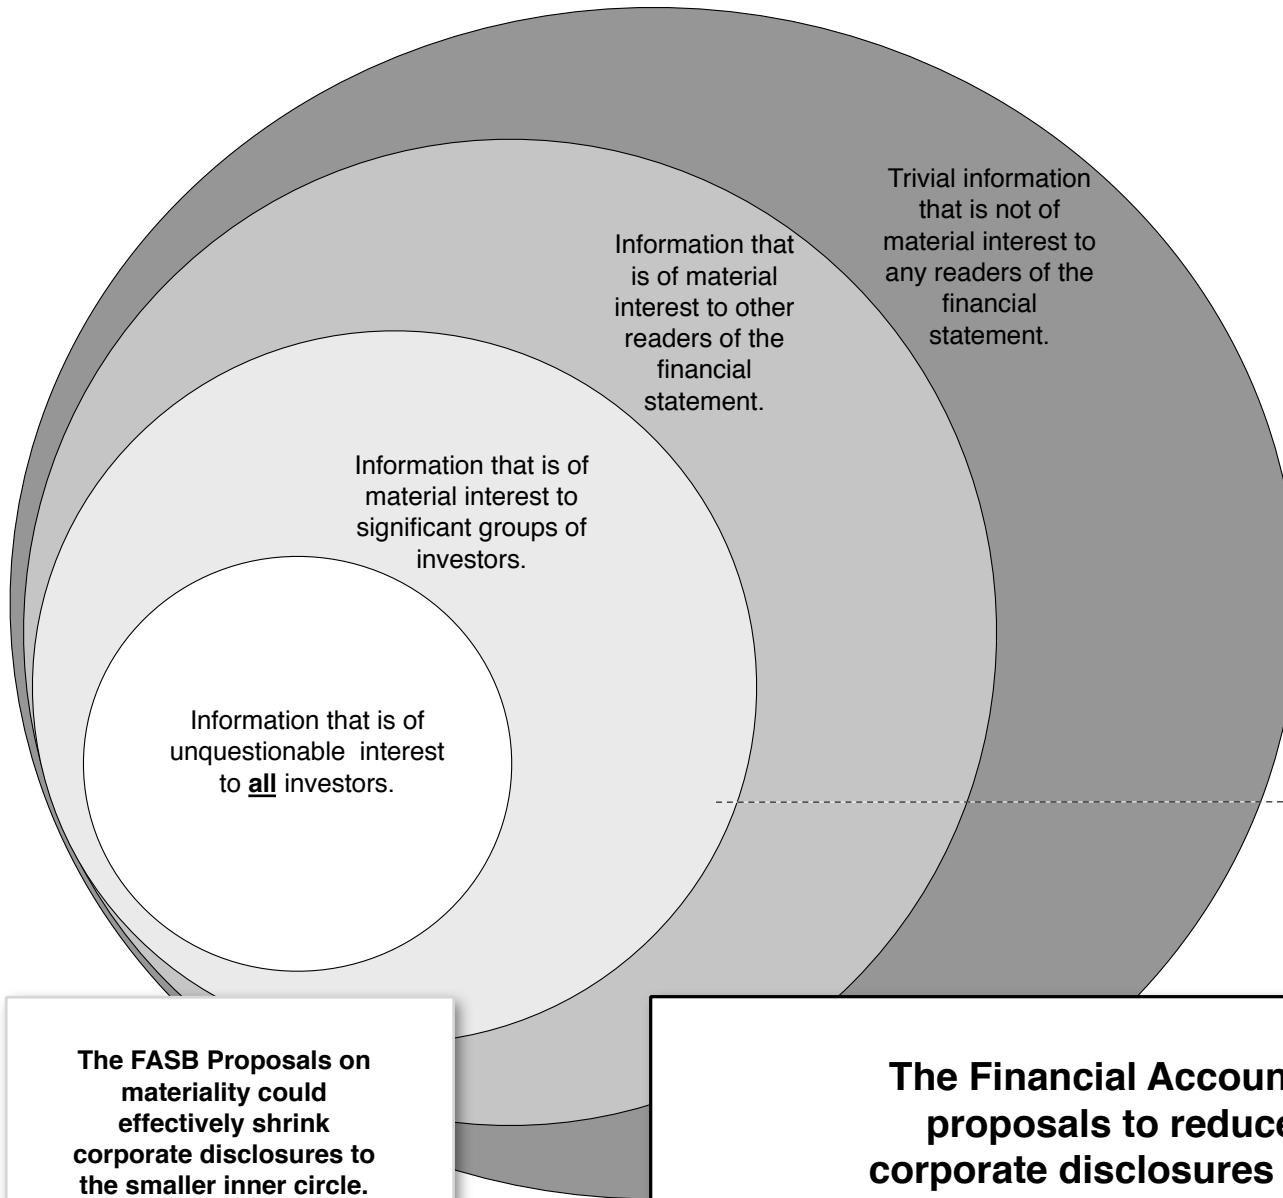 Trivial information
that is not of
material interest to
any readers of the
financial
statement.
Information that
is of material
interest to other
readers of the
financial
statement.
Information that is of
material interest to
significant groups of
investors.
Information that is of
unquestionable interest
to all investors.
The FASB Proposals on
materiality could
effectively shrink
corporate disclosures to
the smaller inner circle.
The Financial Accoun
proposals to reduce
corporate disclosures